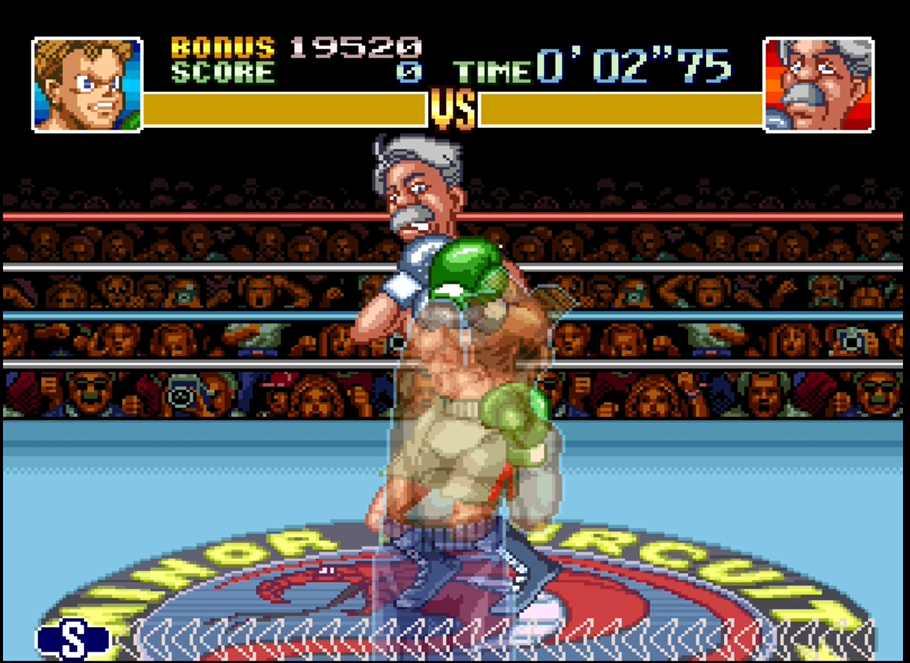 BONUS 19520
SCORE 0 TIME 0'02"75
VS
MINOR CIRCUIT
S